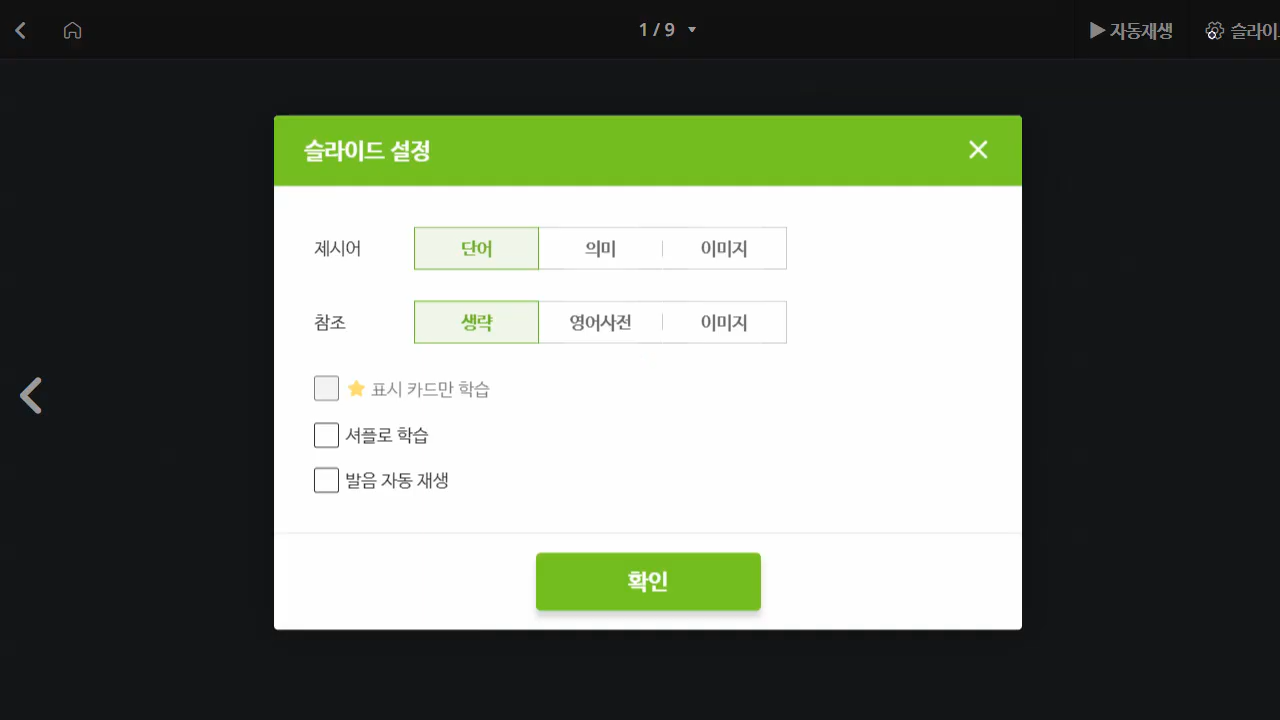 1 / 9
자동재생
슬라이
슬라이드 설정
제시어 단어 의미 이미지
참조 생략 영어사전 이미지
표시 카드만 학습
셔플로 학습
발음 자동 재생
확인